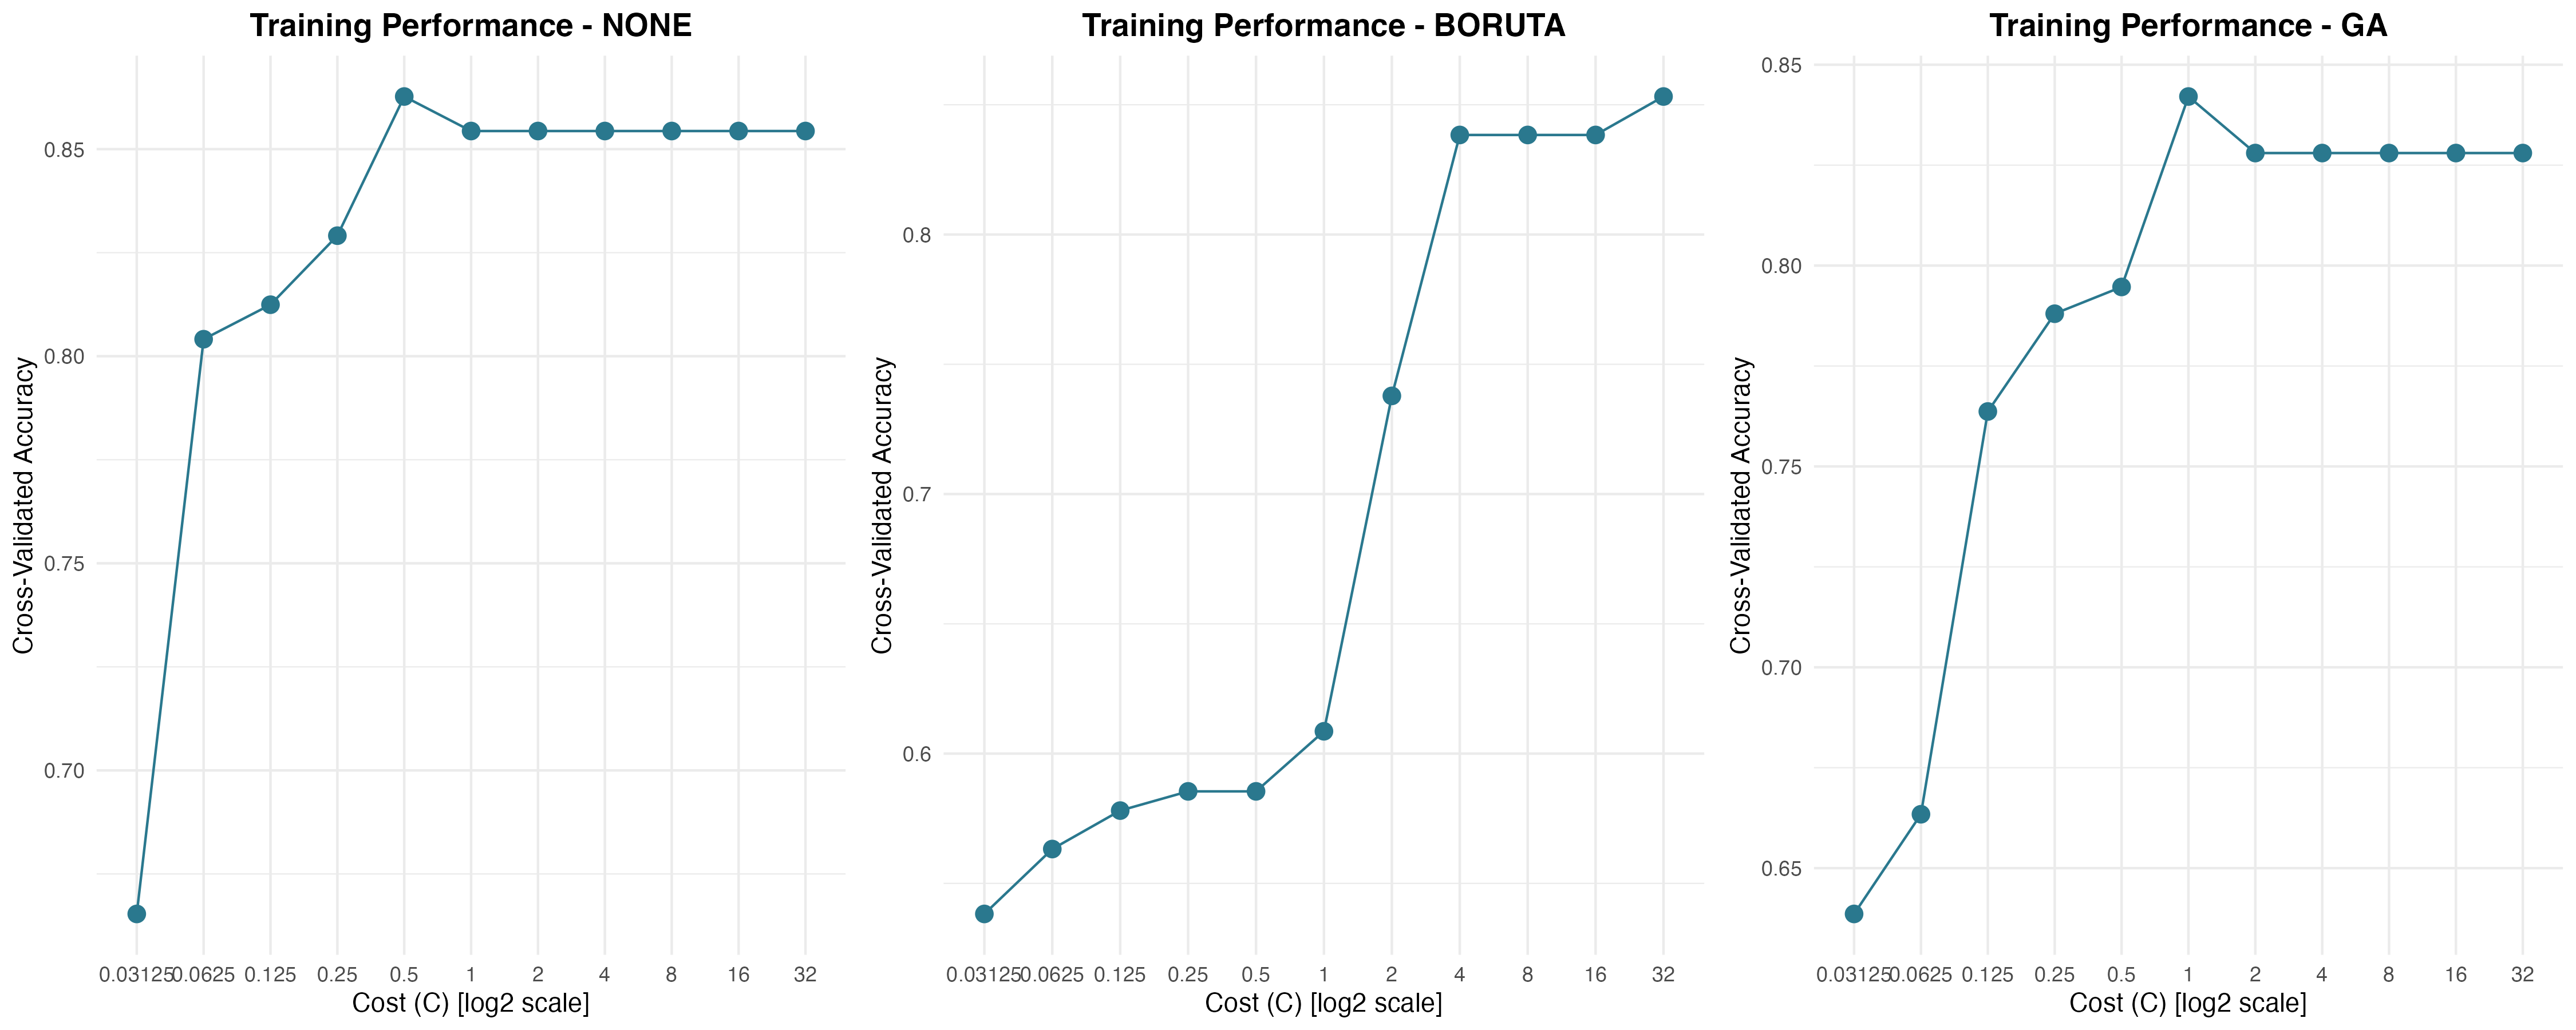 Training Performance - NONE
Cross-Validated Accuracy
0.85
0.80
0.75
0.70
0.03125 0.0625 0.125 0.25 0.5 1 2 4 8 16 32
Cost (C) [log2 scale]
Training Performance - BORUTA
Cross-Validated Accuracy
0.8
0.7
0.6
0.03125 0.0625 0.125 0.25 0.5 1 2 4 8 16 32
Cost (C) [log2 scale]
Training Performance - GA
Cross-Validated Accuracy
0.85
0.80
0.75
0.70
0.65
0.03125 0.0625 0.125 0.25 0.5 1 2 4 8 16 32
Cost (C) [log2 scale]